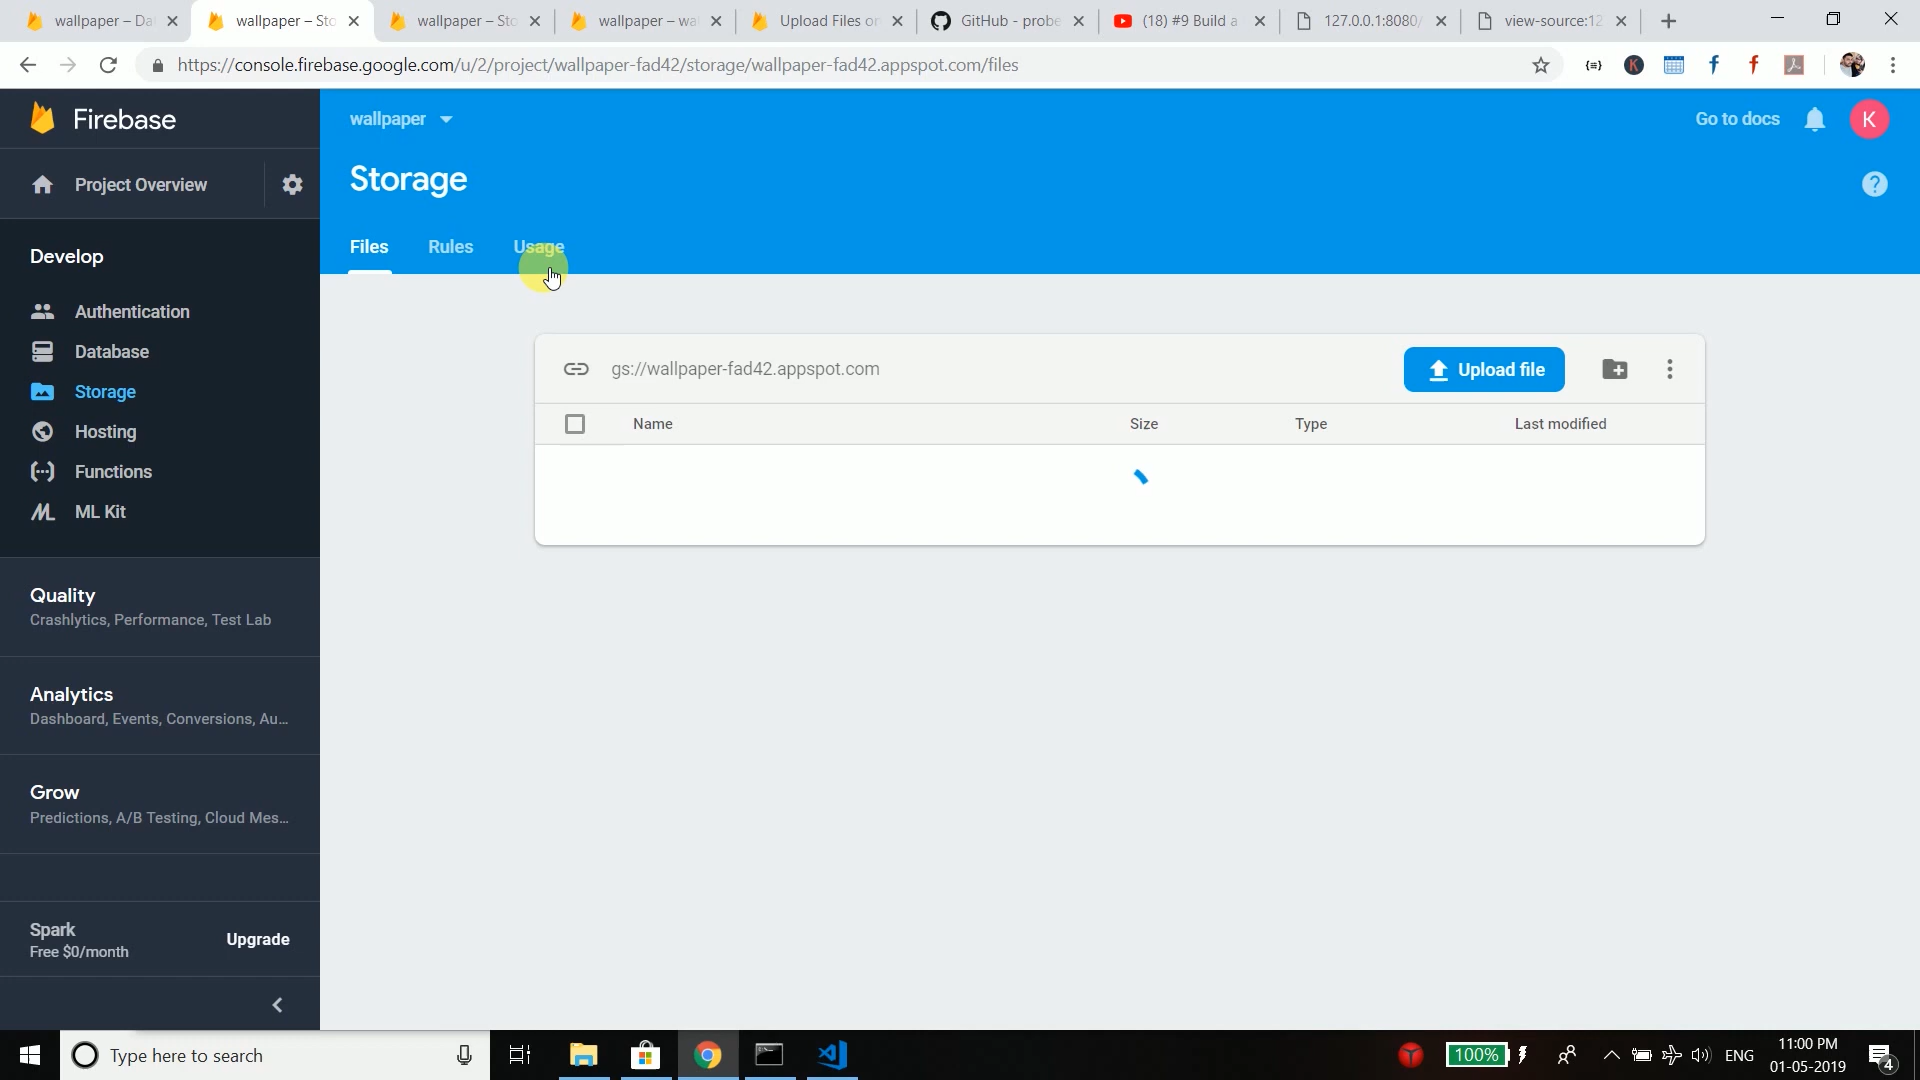 wallpaper – Da
wallpaper – Sto
wallpaper – Sto
wallpaper – wa
Upload Files or
GitHub - probe
(18) #9 Build a
127.0.0.1:8080/
view-source:12
https://console.firebase.google.com/u/2/project/wallpaper-fad42/storage/wallpaper-fad42.appspot.com/files
Firebase
wallpaper
Go to docs
K
Project Overview
Storage
?
Files
Rules
Usage
Develop
Authentication
Database
Storage
Hosting
Functions
ML Kit
gs://wallpaper-fad42.appspot.com
Upload file
Name
Size
Type
Last modified
Quality
Crashlytics, Performance, Test Lab
Analytics
Dashboard, Events, Conversions, Au...
Grow
Predictions, A/B Testing, Cloud Mes...
Spark
Free $0/month
Upgrade
Type here to search
100%
ENG
11:00 PM
01-05-2019
4